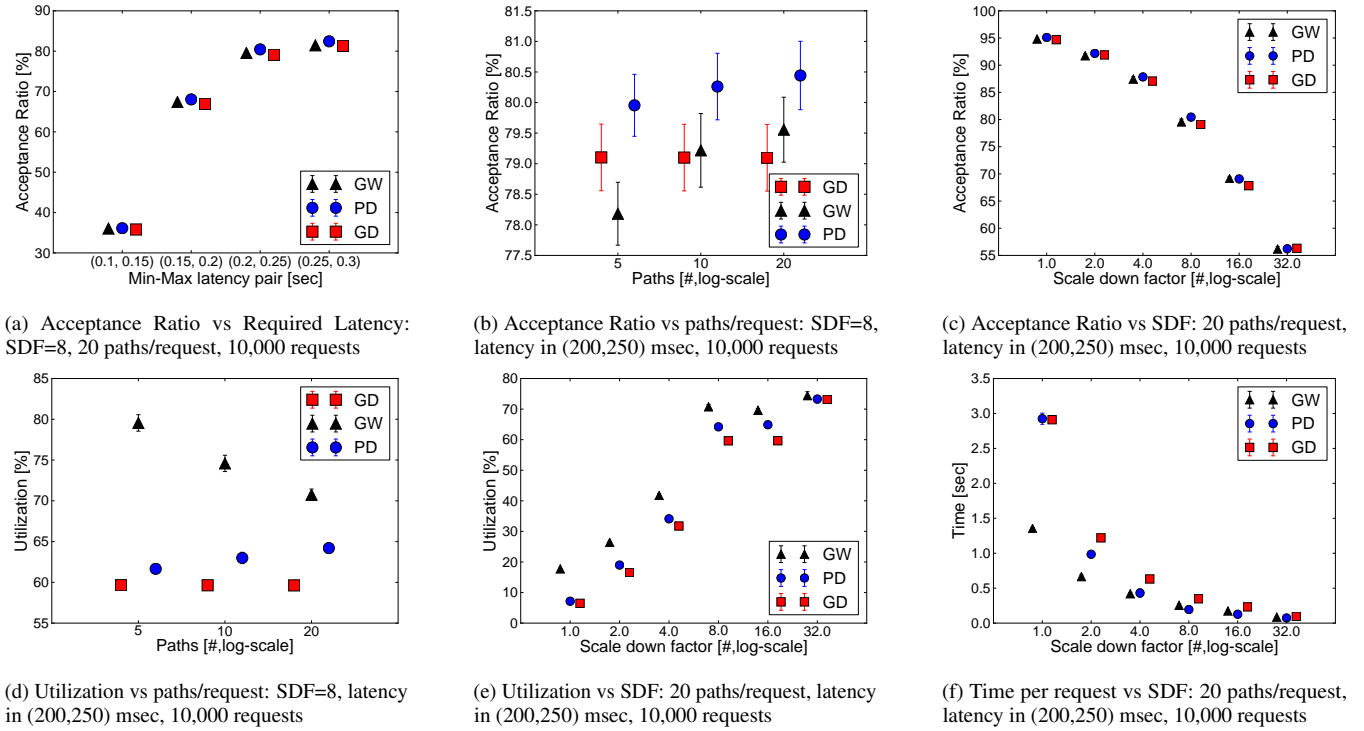 90
80
70
60
50
40
30
Acceptance Ratio [%]
(0.1, 0.15) (0.15, 0.2) (0.2, 0.25) (0.25, 0.3)
Min-Max latency pair [sec]
GW
PD
GD
(a) Acceptance Ratio vs Required Latency:
SDF=8, 20 paths/request, 10,000 requests
81.5
81.0
80.5
80.0
79.5
79.0
78.5
78.0
77.5
Acceptance Ratio [%]
5 10 20
Paths [#,log-scale]
GD
GW
PD
(b) Acceptance Ratio vs paths/request: SDF=8,
latency in (200,250) msec, 10,000 requests
100
95
90
85
80
75
70
65
60
55
Acceptance Ratio [%]
1.0 2.0 4.0 8.0 16.0 32.0
Scale down factor [#,log-scale]
GW
PD
GD
(c) Acceptance Ratio vs SDF: 20 paths/request,
latency in (200,250) msec, 10,000 requests
85
80
75
70
65
60
55
Utilization [%]
5 10 20
Paths [#,log-scale]
GD
GW
PD
(d) Utilization vs paths/request: SDF=8, latency
in (200,250) msec, 10,000 requests
80
70
60
50
40
30
20
10
0
Utilization [%]
1.0 2.0 4.0 8.0 16.0 32.0
Scale down factor [#,log-scale]
GW
PD
GD
(e) Utilization vs SDF: 20 paths/request, latency
in (200,250) msec, 10,000 requests
3.5
3.0
2.5
2.0
1.5
1.0
0.5
0.0
Time [sec]
1.0 2.0 4.0 8.0 16.0 32.0
Scale down factor [#,log-scale]
GW
PD
GD
(f) Time per request vs SDF: 20 paths/request,
latency in (200,250) msec, 10,000 requests